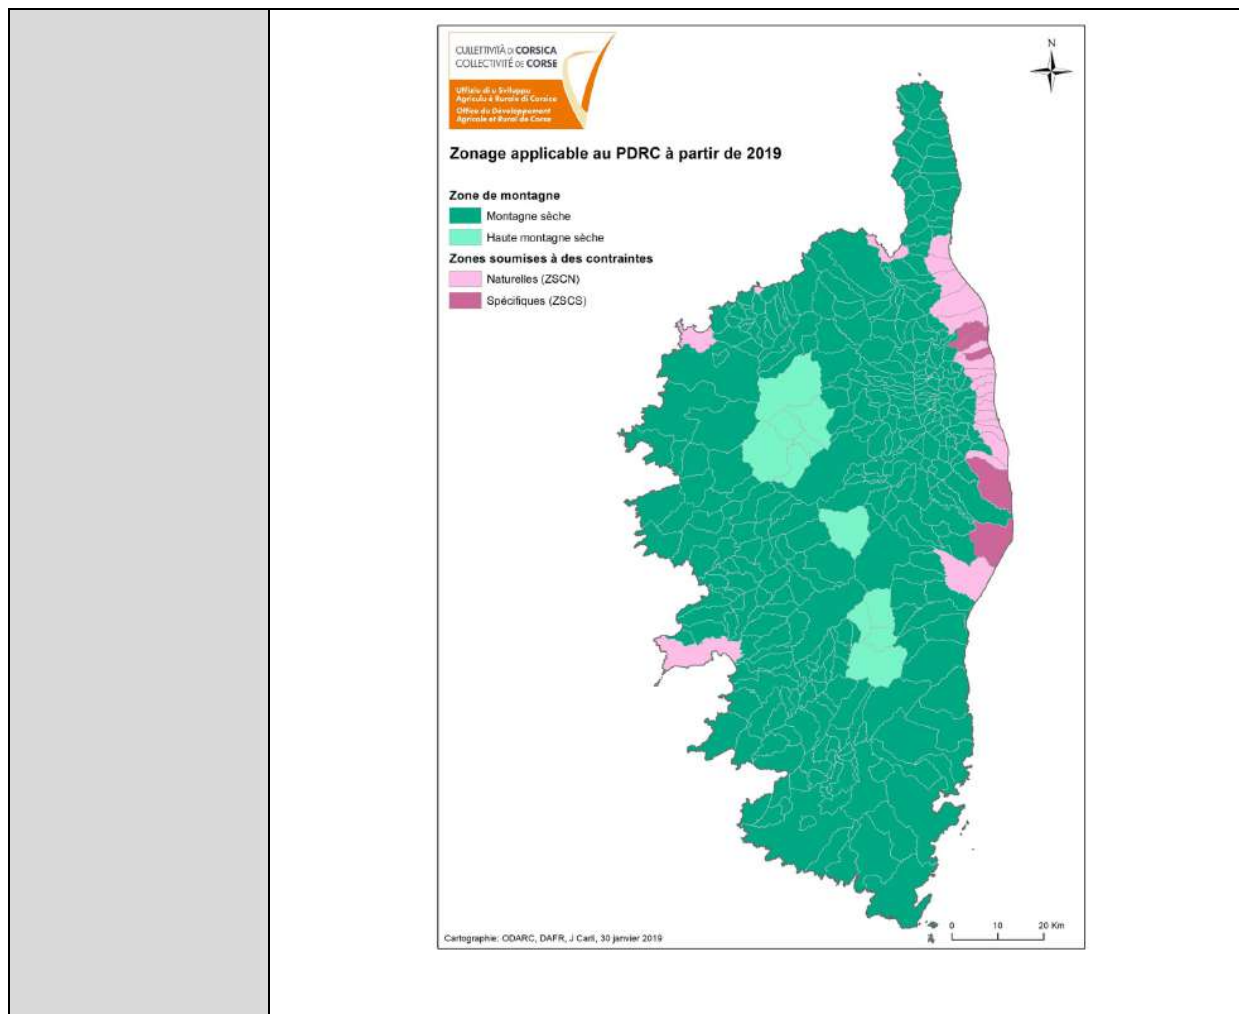 CULLETTIVITÀ DI CORSICA
COLLECTIVITÉ DE CORSE
Uffiziu di u Sviluppu
Agriculu è Rurale di Corsica
Office du Développement
Agricole et Rural de Corse
N
Zonage applicable au PDRC à partir de 2019
Zone de montagne
Montagne sèche
Haute montagne sèche
Zones soumises à des contraintes
Naturelles (ZSCN)
Spécifiques (ZSCS)
Cartographie: ODARC, DAFR, J Carli, 30 janvier 2019
0 10 20 Km